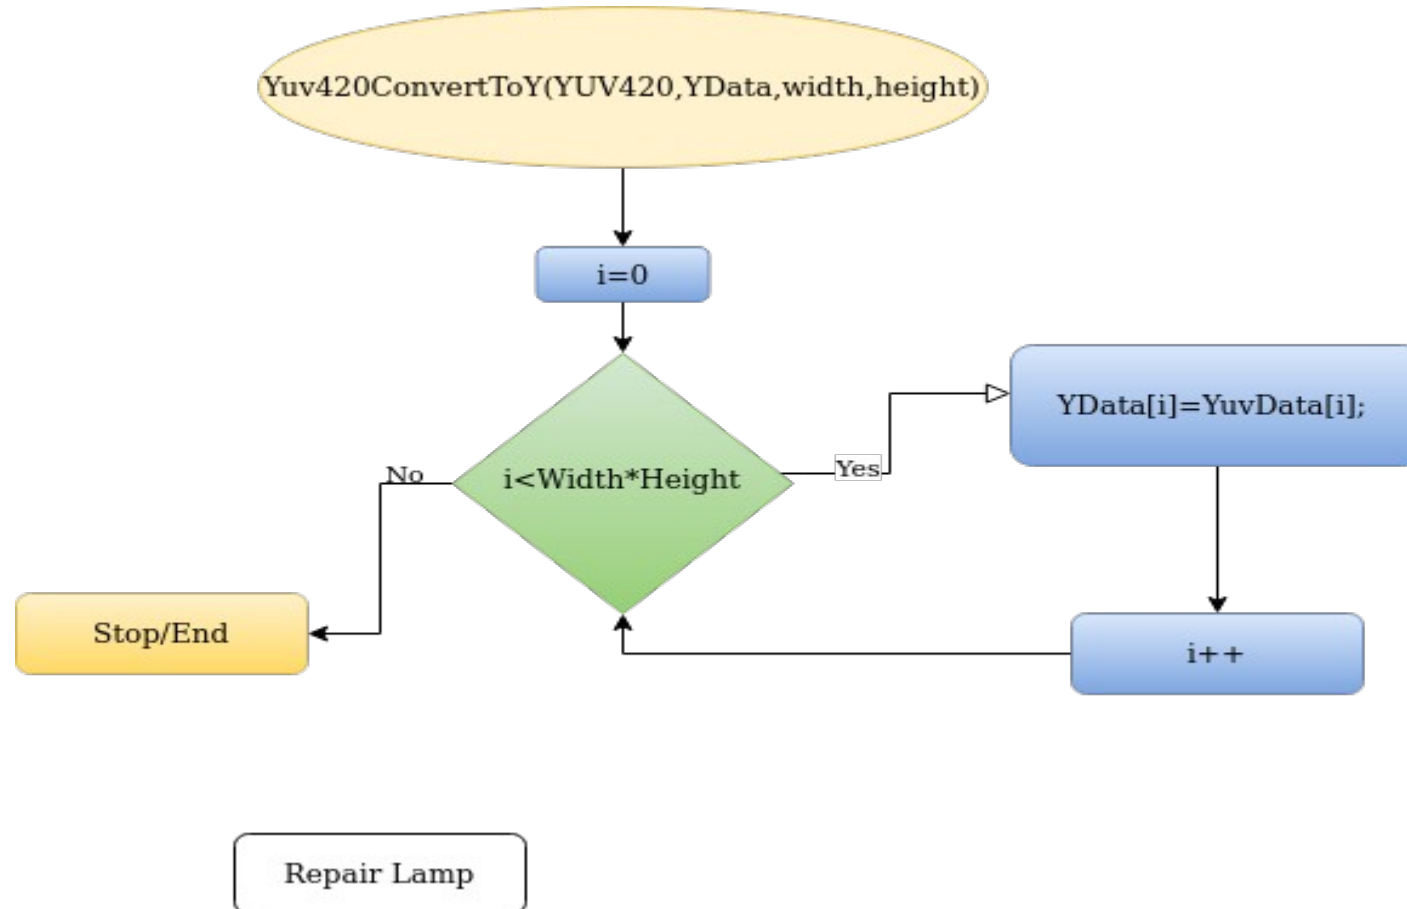 Yuv420ConvertToY(YUV420,YData,width,height)
i=0
i<Width*Height
Yes
YData[i]=YuvData[i];
No
Stop/End
i++
Repair Lamp